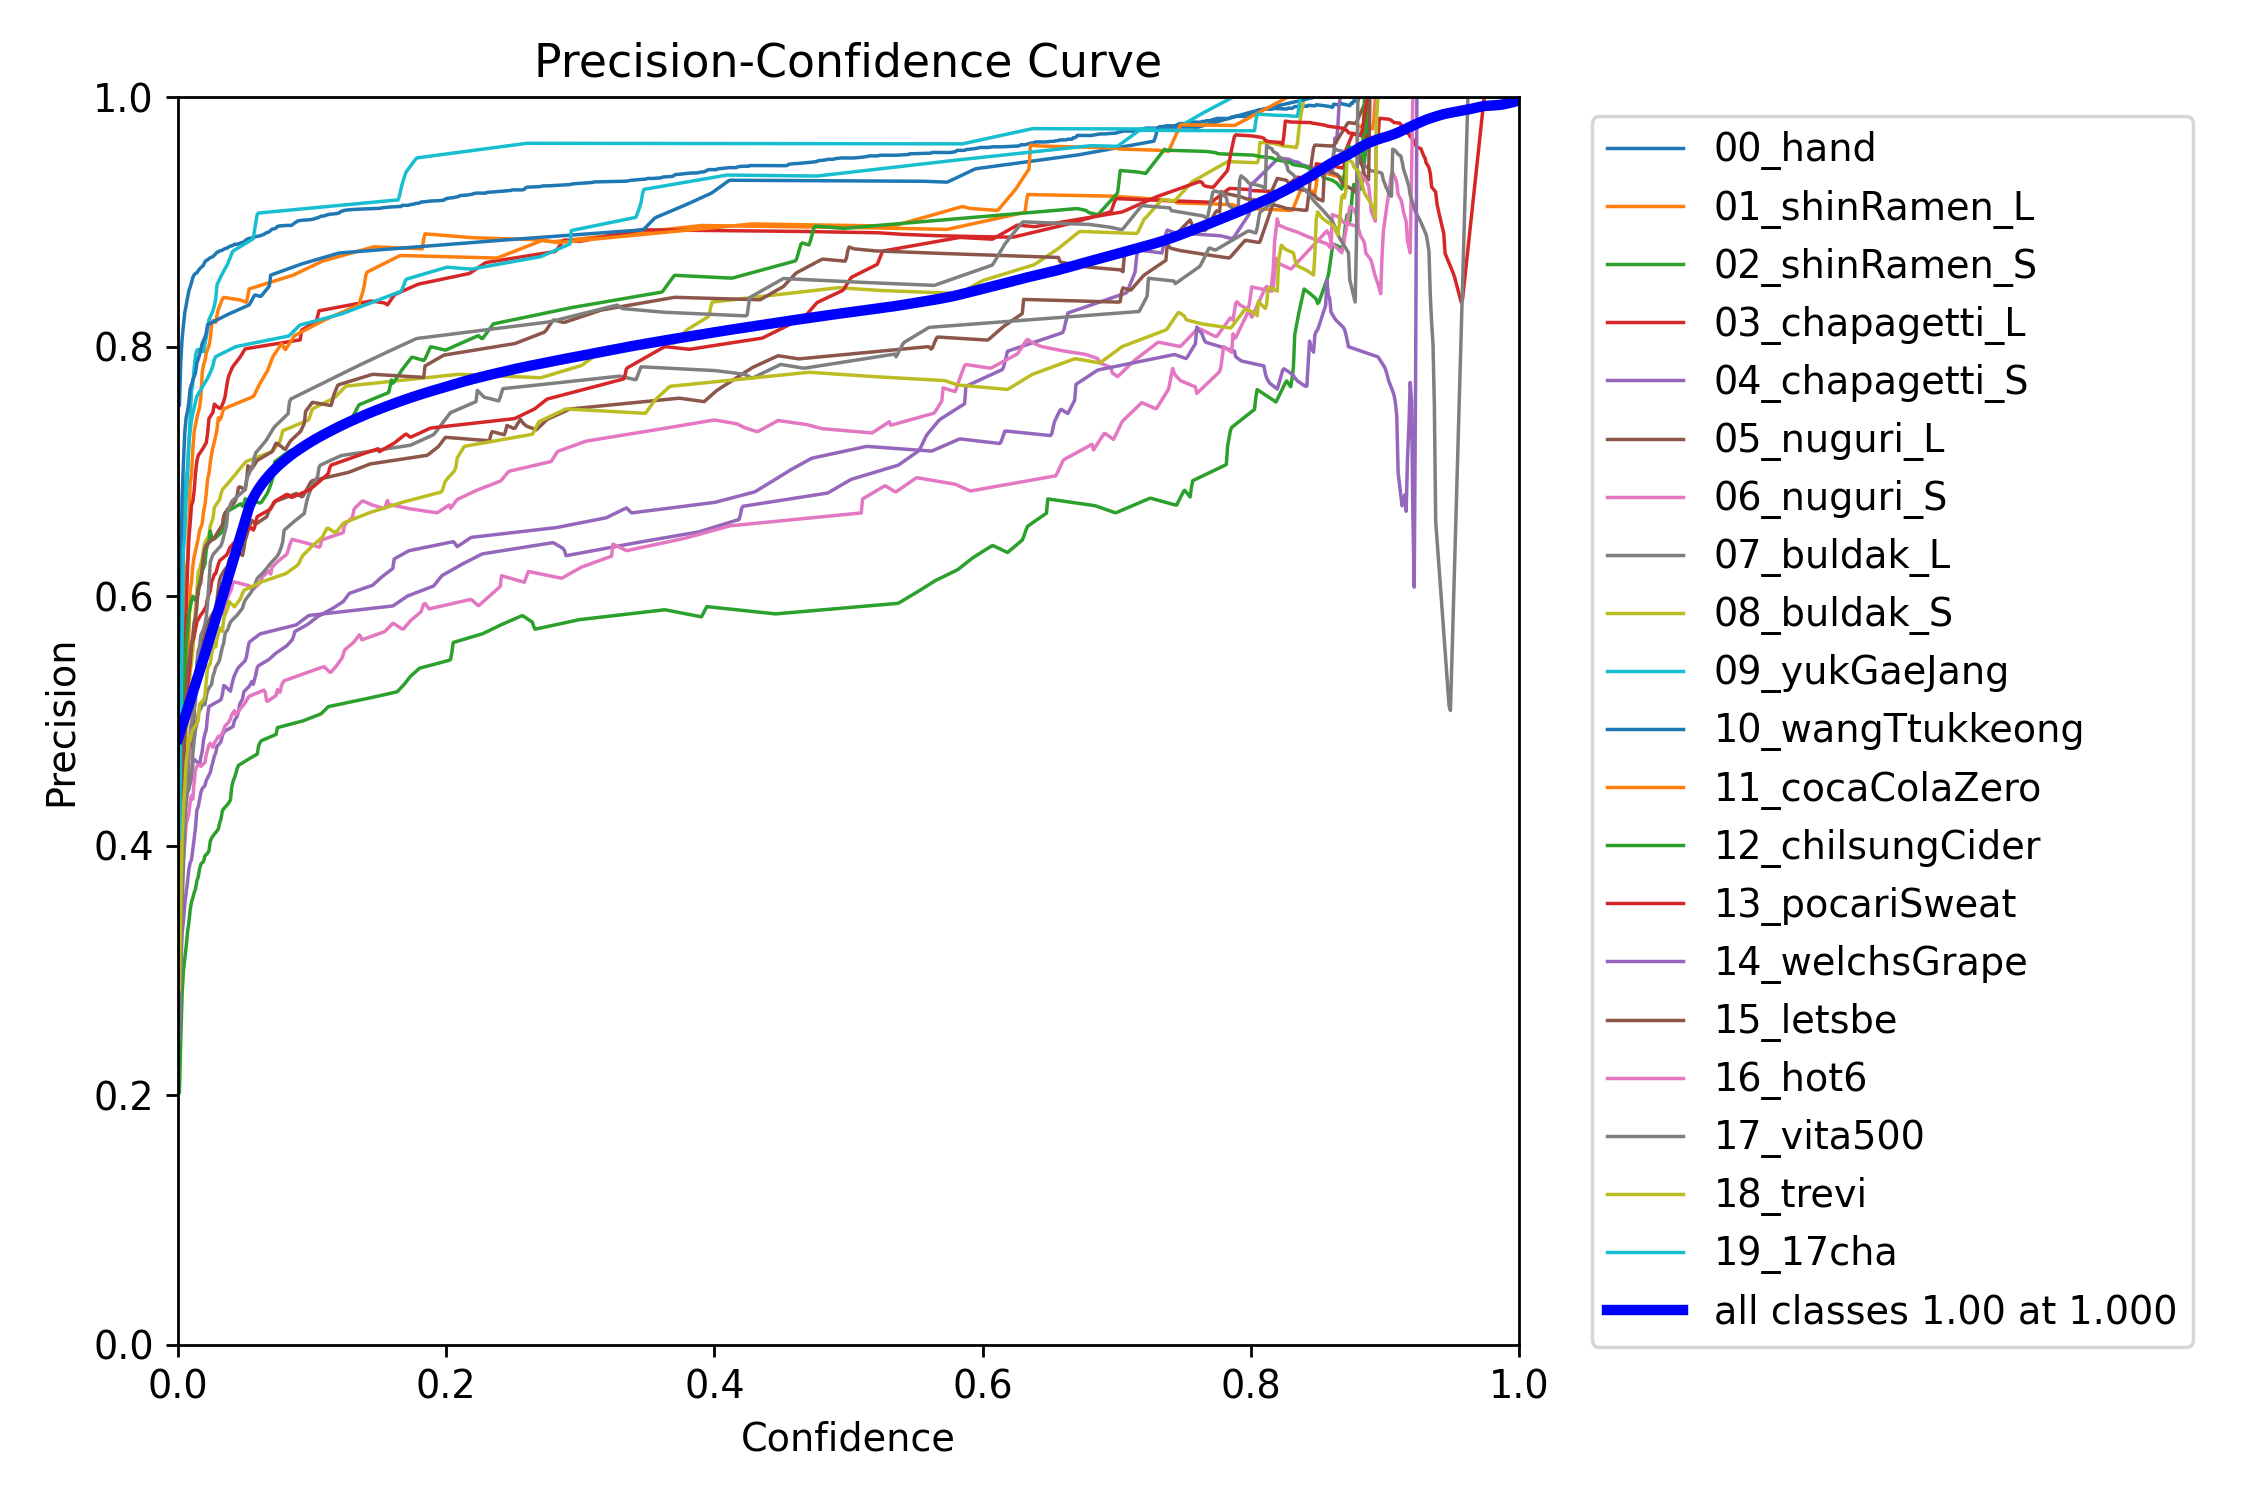 Precision-Confidence Curve
1.0
0.8
0.6
0.4
0.2
0.0
Precision
0.0 0.2 0.4 0.6 0.8 1.0
Confidence
00_hand
01_shinRamen_L
02_shinRamen_S
03_chapagetti_L
04_chapagetti_S
05_nuguri_L
06_nuguri_S
07_buldak_L
08_buldak_S
09_yukGaeJang
10_wangTtukkeong
11_cocaColaZero
12_chilsungCider
13_pocariSweat
14_welchsGrape
15_letsbe
16_hot6
17_vita500
18_trevi
19_17cha
all classes 1.00 at 1.000